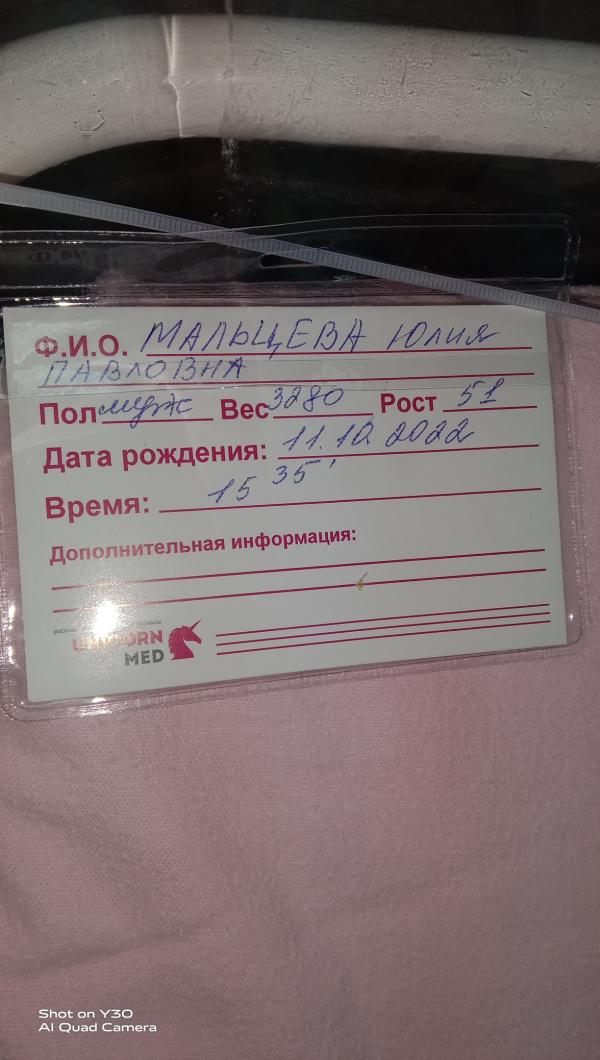 Ф.И.О. МАЛЬЦЕВА Юлия
ПАВЛОВНА
Пол муж Вес 3280 Рост 51
Дата рождения: 11.10.2022
Время: 15 35'
Дополнительная информация:
UNICORN
MED
Shot on Y30
AI Quad Camera